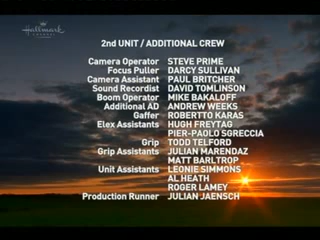 Hallmark
CHANNEL
2nd UNIT / ADDITIONAL CREW
Camera Operator STEVE PRIME
Focus Puller DARCY SULLIVAN
Camera Assistant PAUL BRITCHER
Sound Recordist DAVID TOMLINSON
Boom Operator MIKE BAKALOFF
Additional AD ANDREW WEEKS
Gaffer ROBERTTO KARAS
Elex Assistants HUGH FREYTAG
PIER-PAOLO SGRECCIA
Grip TODD TELFORD
Grip Assistants JULIAN MARENDAZ
MATT BARLTROP
Unit Assistants LEONIE SIMMONS
AL HEATH
ROGER LAMEY
Production Runner JULIAN JAENSCH